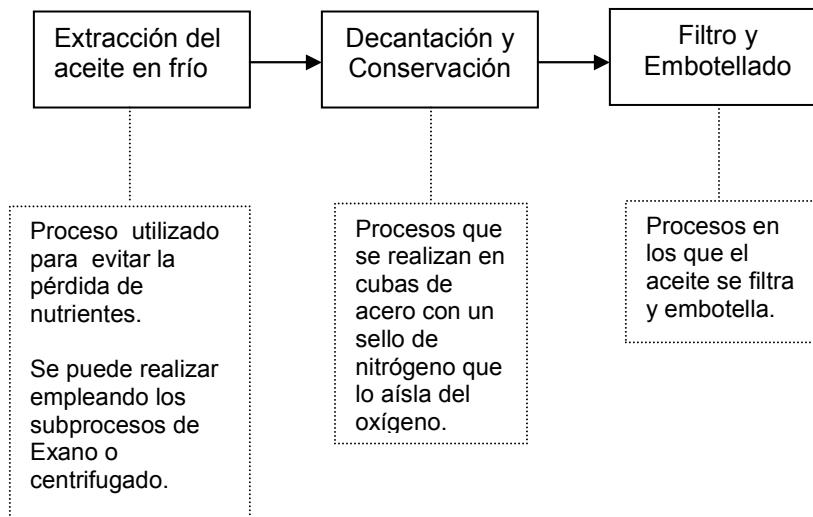 Extracción del
aceite en frío
Decantación y
Conservación
Filtro y
Embotellado
Proceso utilizado
para evitar la
pérdida de
nutrientes.
Se puede realizar
empleando los
subprocesos de
Exano o
centrifugado.
Procesos que
se realizan en
cubas de
acero con un
sello de
nitrógeno que
lo aísla del
oxígeno.
Procesos en
los que el
aceite se filtra
y embotella.